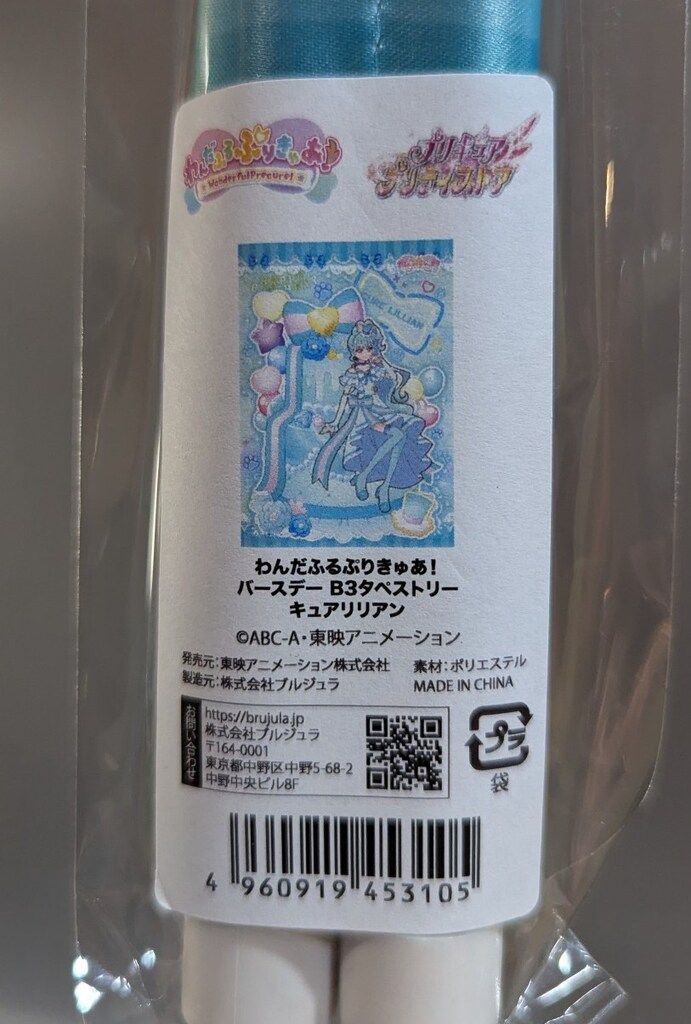 わんだふるぷりきゅあ!
Wonderful Precure!
プリキュア
プリティストア
CURE LILLIAN
わんだふるぷりきゅあ!
バースデー B3タペストリー
キュアリリアン
©ABC-A・東映アニメーション
発売元:東映アニメーション株式会社 素材:ポリエステル
製造元:株式会社ブルジュラ MADE IN CHINA
お問い合わせ
https://brujula.jp
株式会社ブルジュラ
〒164-0001
東京都中野区中野5-68-2
中野中央ビル8F
プラ
袋
4 960919 453105